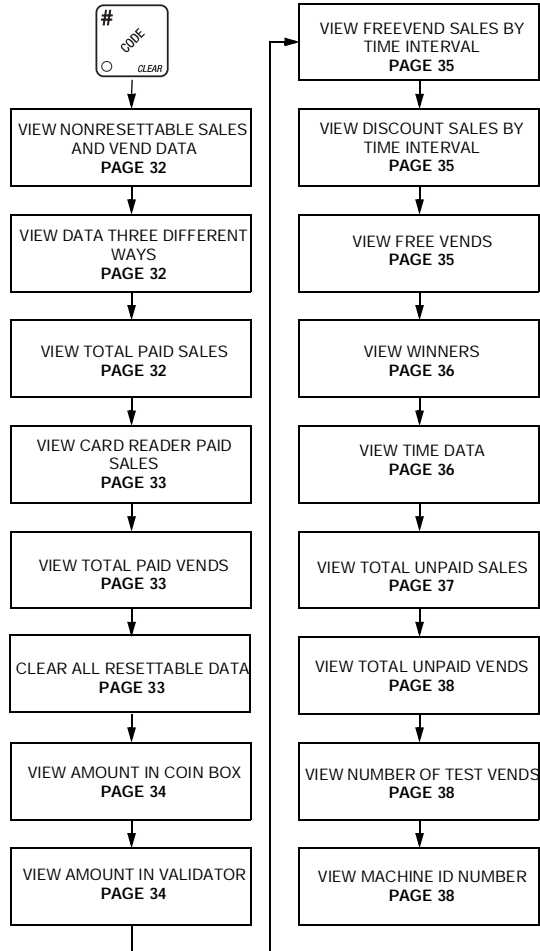 #
CODE
CLEAR
VIEW NONRESETTABLE SALES
AND VEND DATA
PAGE 32
VIEW DATA THREE DIFFERENT
WAYS
PAGE 32
VIEW TOTAL PAID SALES
PAGE 32
VIEW CARD READER PAID
SALES
PAGE 33
VIEW TOTAL PAID VENDS
PAGE 33
CLEAR ALL RESETTABLE DATA
PAGE 33
VIEW AMOUNT IN COIN BOX
PAGE 34
VIEW AMOUNT IN VALIDATOR
PAGE 34
VIEW FREEVEND SALES BY
TIME INTERVAL
PAGE 35
VIEW DISCOUNT SALES BY
TIME INTERVAL
PAGE 35
VIEW FREE VENDS
PAGE 35
VIEW WINNERS
PAGE 36
VIEW TIME DATA
PAGE 36
VIEW TOTAL UNPAID SALES
PAGE 37
VIEW TOTAL UNPAID VENDS
PAGE 38
VIEW NUMBER OF TEST VENDS
PAGE 38
VIEW MACHINE ID NUMBER
PAGE 38